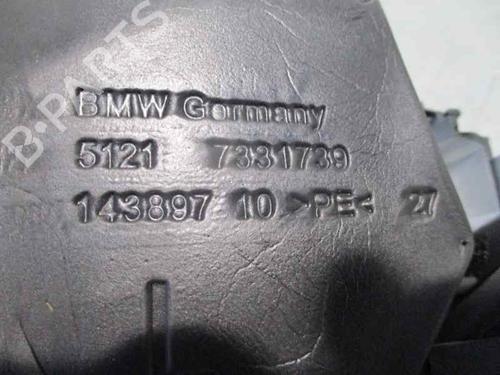 B-PARTS
BMW Germany
5121 7331739
143897 10 >PE< 27